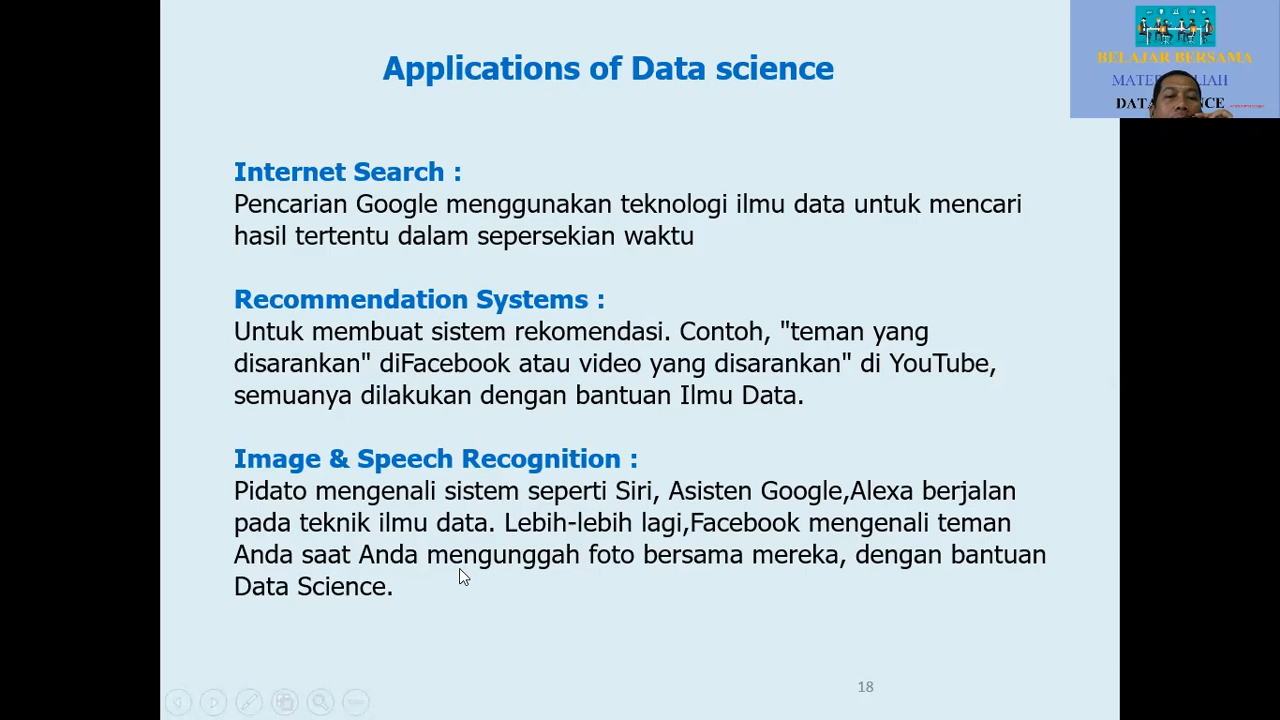 Applications of Data science
BELAJAR BERSAMA
DATA
Internet Search :
Pencarian Google menggunakan teknologi ilmu data untuk mencari
hasil tertentu dalam sepersekian waktu
Recommendation Systems :
Untuk membuat sistem rekomendasi. Contoh, "teman yang
disarankan" diFacebook atau video yang disarankan" di YouTube,
semuanya dilakukan dengan bantuan Ilmu Data.
Image & Speech Recognition :
Pidato mengenali sistem seperti Siri, Asisten Google,Alexa berjalan
pada teknik ilmu data. Lebih-lebih lagi,Facebook mengenali teman
Anda saat Anda mengunggah foto bersama mereka, dengan bantuan
Data Science.
18